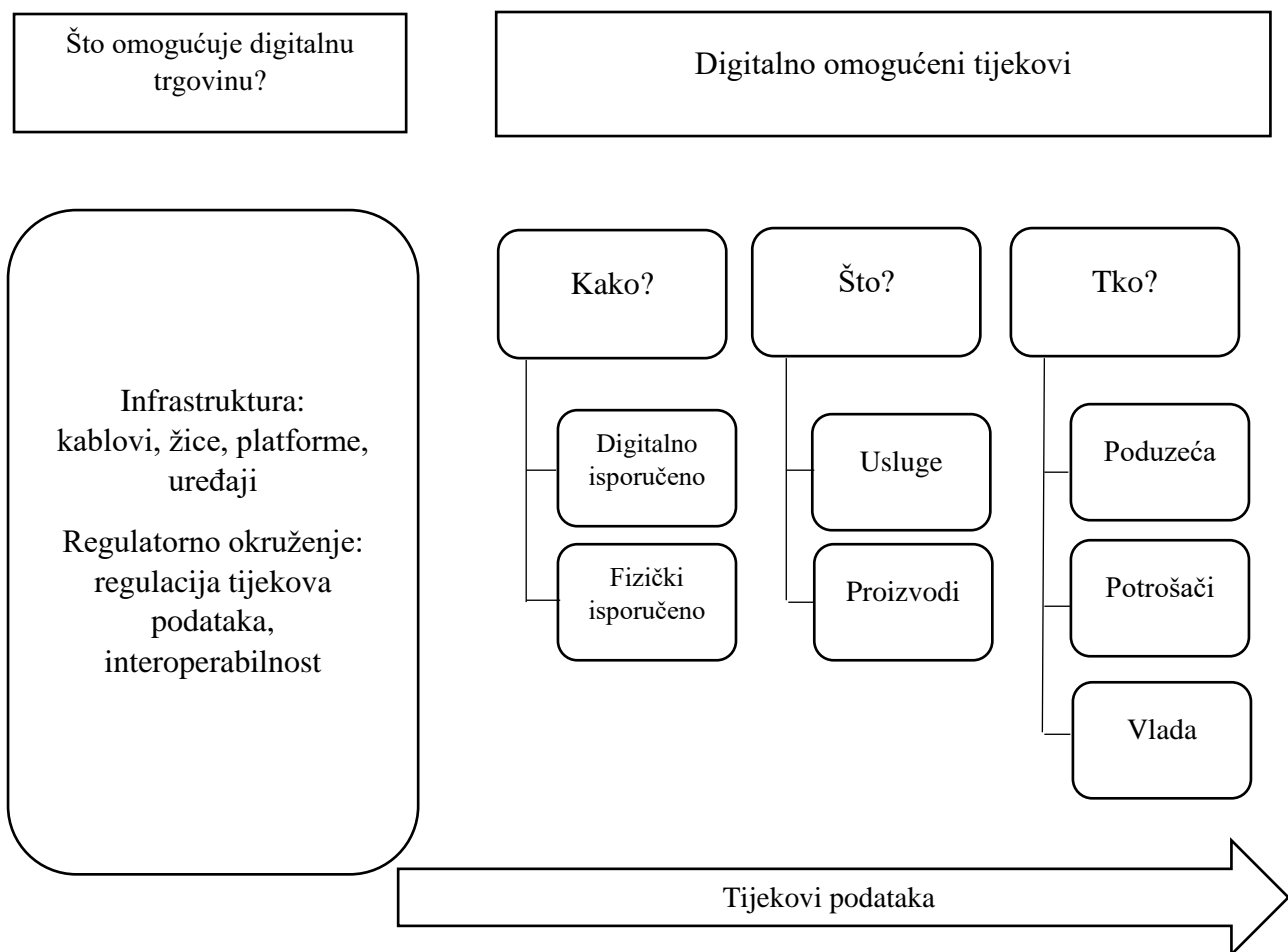 Što omogućuje digitalnu
trgovinu?
Digitalno omogućeni tijekovi
Infrastruktura:
kablovi, žice, platforme,
uređaji
Regulatorno okruženje:
regulacija tijekova
podataka,
interoperabilnost
Kako?
Digitalno
isporučeno
Fizički
isporučeno
Što?
Usluge
Proizvodi
Tko?
Poduzeća
Potrošači
Vlada
Tijekovi podataka